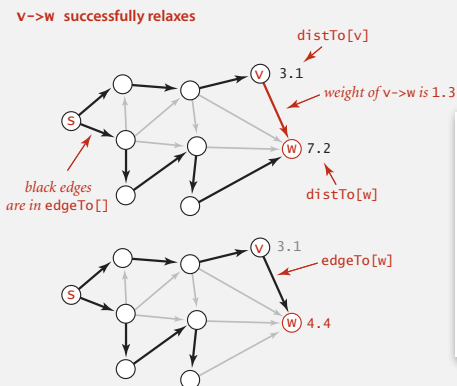 v->w successfully relaxes
distTo[v]
v 3.1
weight of v->w is 1.3
s
w 7.2
black edges
are in edgeTo[]
distTo[w]
v 3.1
edgeTo[w]
s
w 4.4